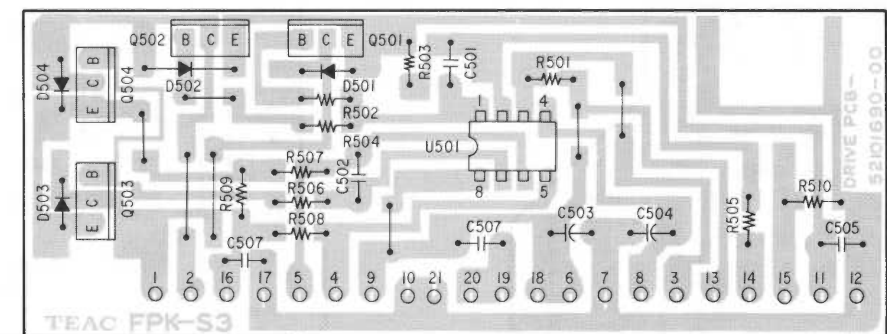 Q502 B C E B C E Q501
R503
C501
R501
D504
B C E
Q504
D502
D501
R502
R504
1 4
U501
8 5
DRIVE PCB-
52101690-00
D503
B C E
Q503
R509
R507
R506
R508
C502
C507
C507
C503
C504
R505
R510
C505
1 2 16 17 5 4 9 10 21 20 19 18 6 7 8 3 13 14 15 11 12
TEAC FPK-S3